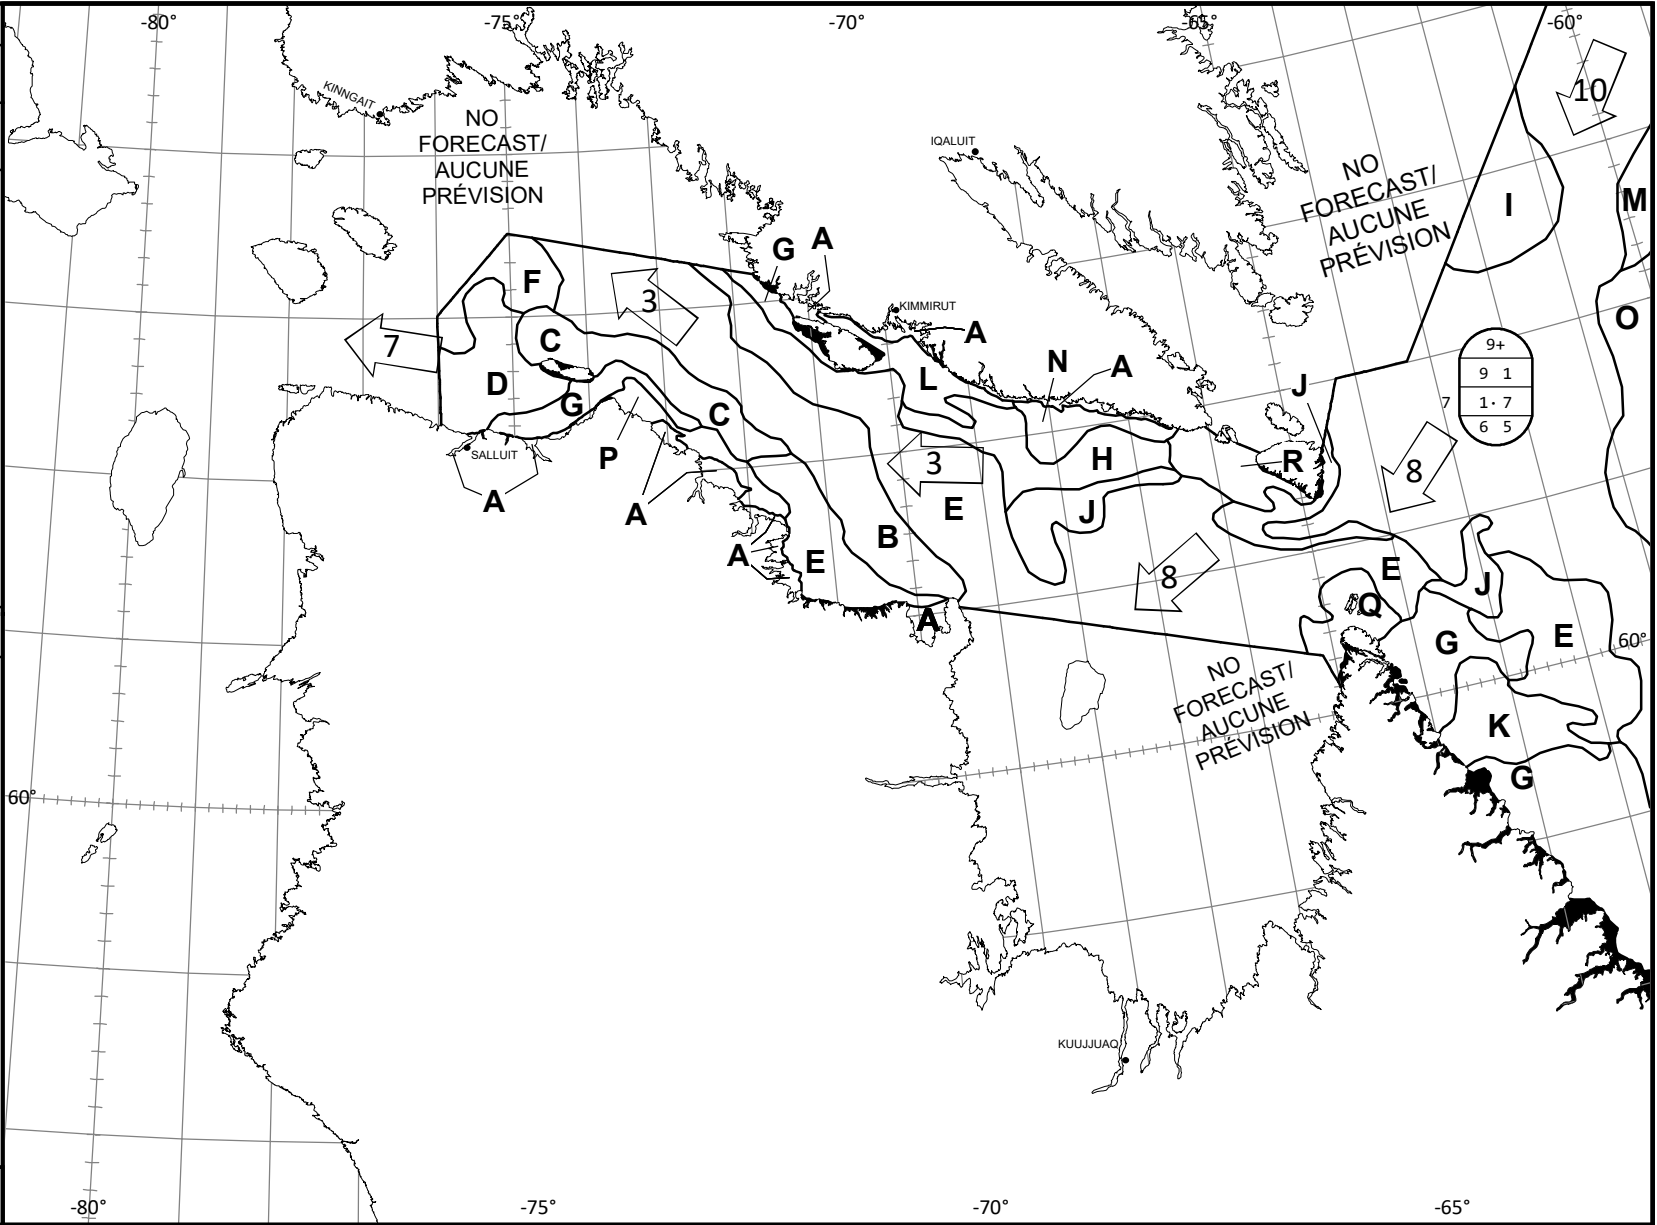 -80°
-75°
-70°
-65°
-60°
KINNGAIT
NO
FORECAST/
AUCUNE
PRÉVISION
IQALUIT
NO
FORECAST/
AUCUNE
PRÉVISION
10
I
M
O
G
A
F
3
KIMMIRUT
A
7
C
D
G
L
N
A
J
9+
9 1
7 1· 7
6 5
C
P
SALLUIT
A
A
3
H
R
8
E
J
B
A
E
8
E
J
Q
A
G
E
60°
NO
FORECAST/
AUCUNE
PRÉVISION
K
G
60°
KUUJJUAQ
-80°
-75°
-70°
-65°